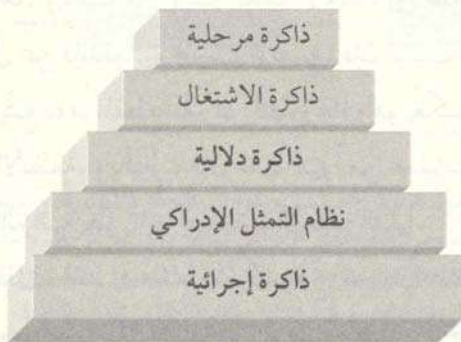 ذاكرة مرحلية
ذاكرة الاشتغال
ذاكرة دلالية
نظام التمثل الإدراكي
ذاكرة إجرائية